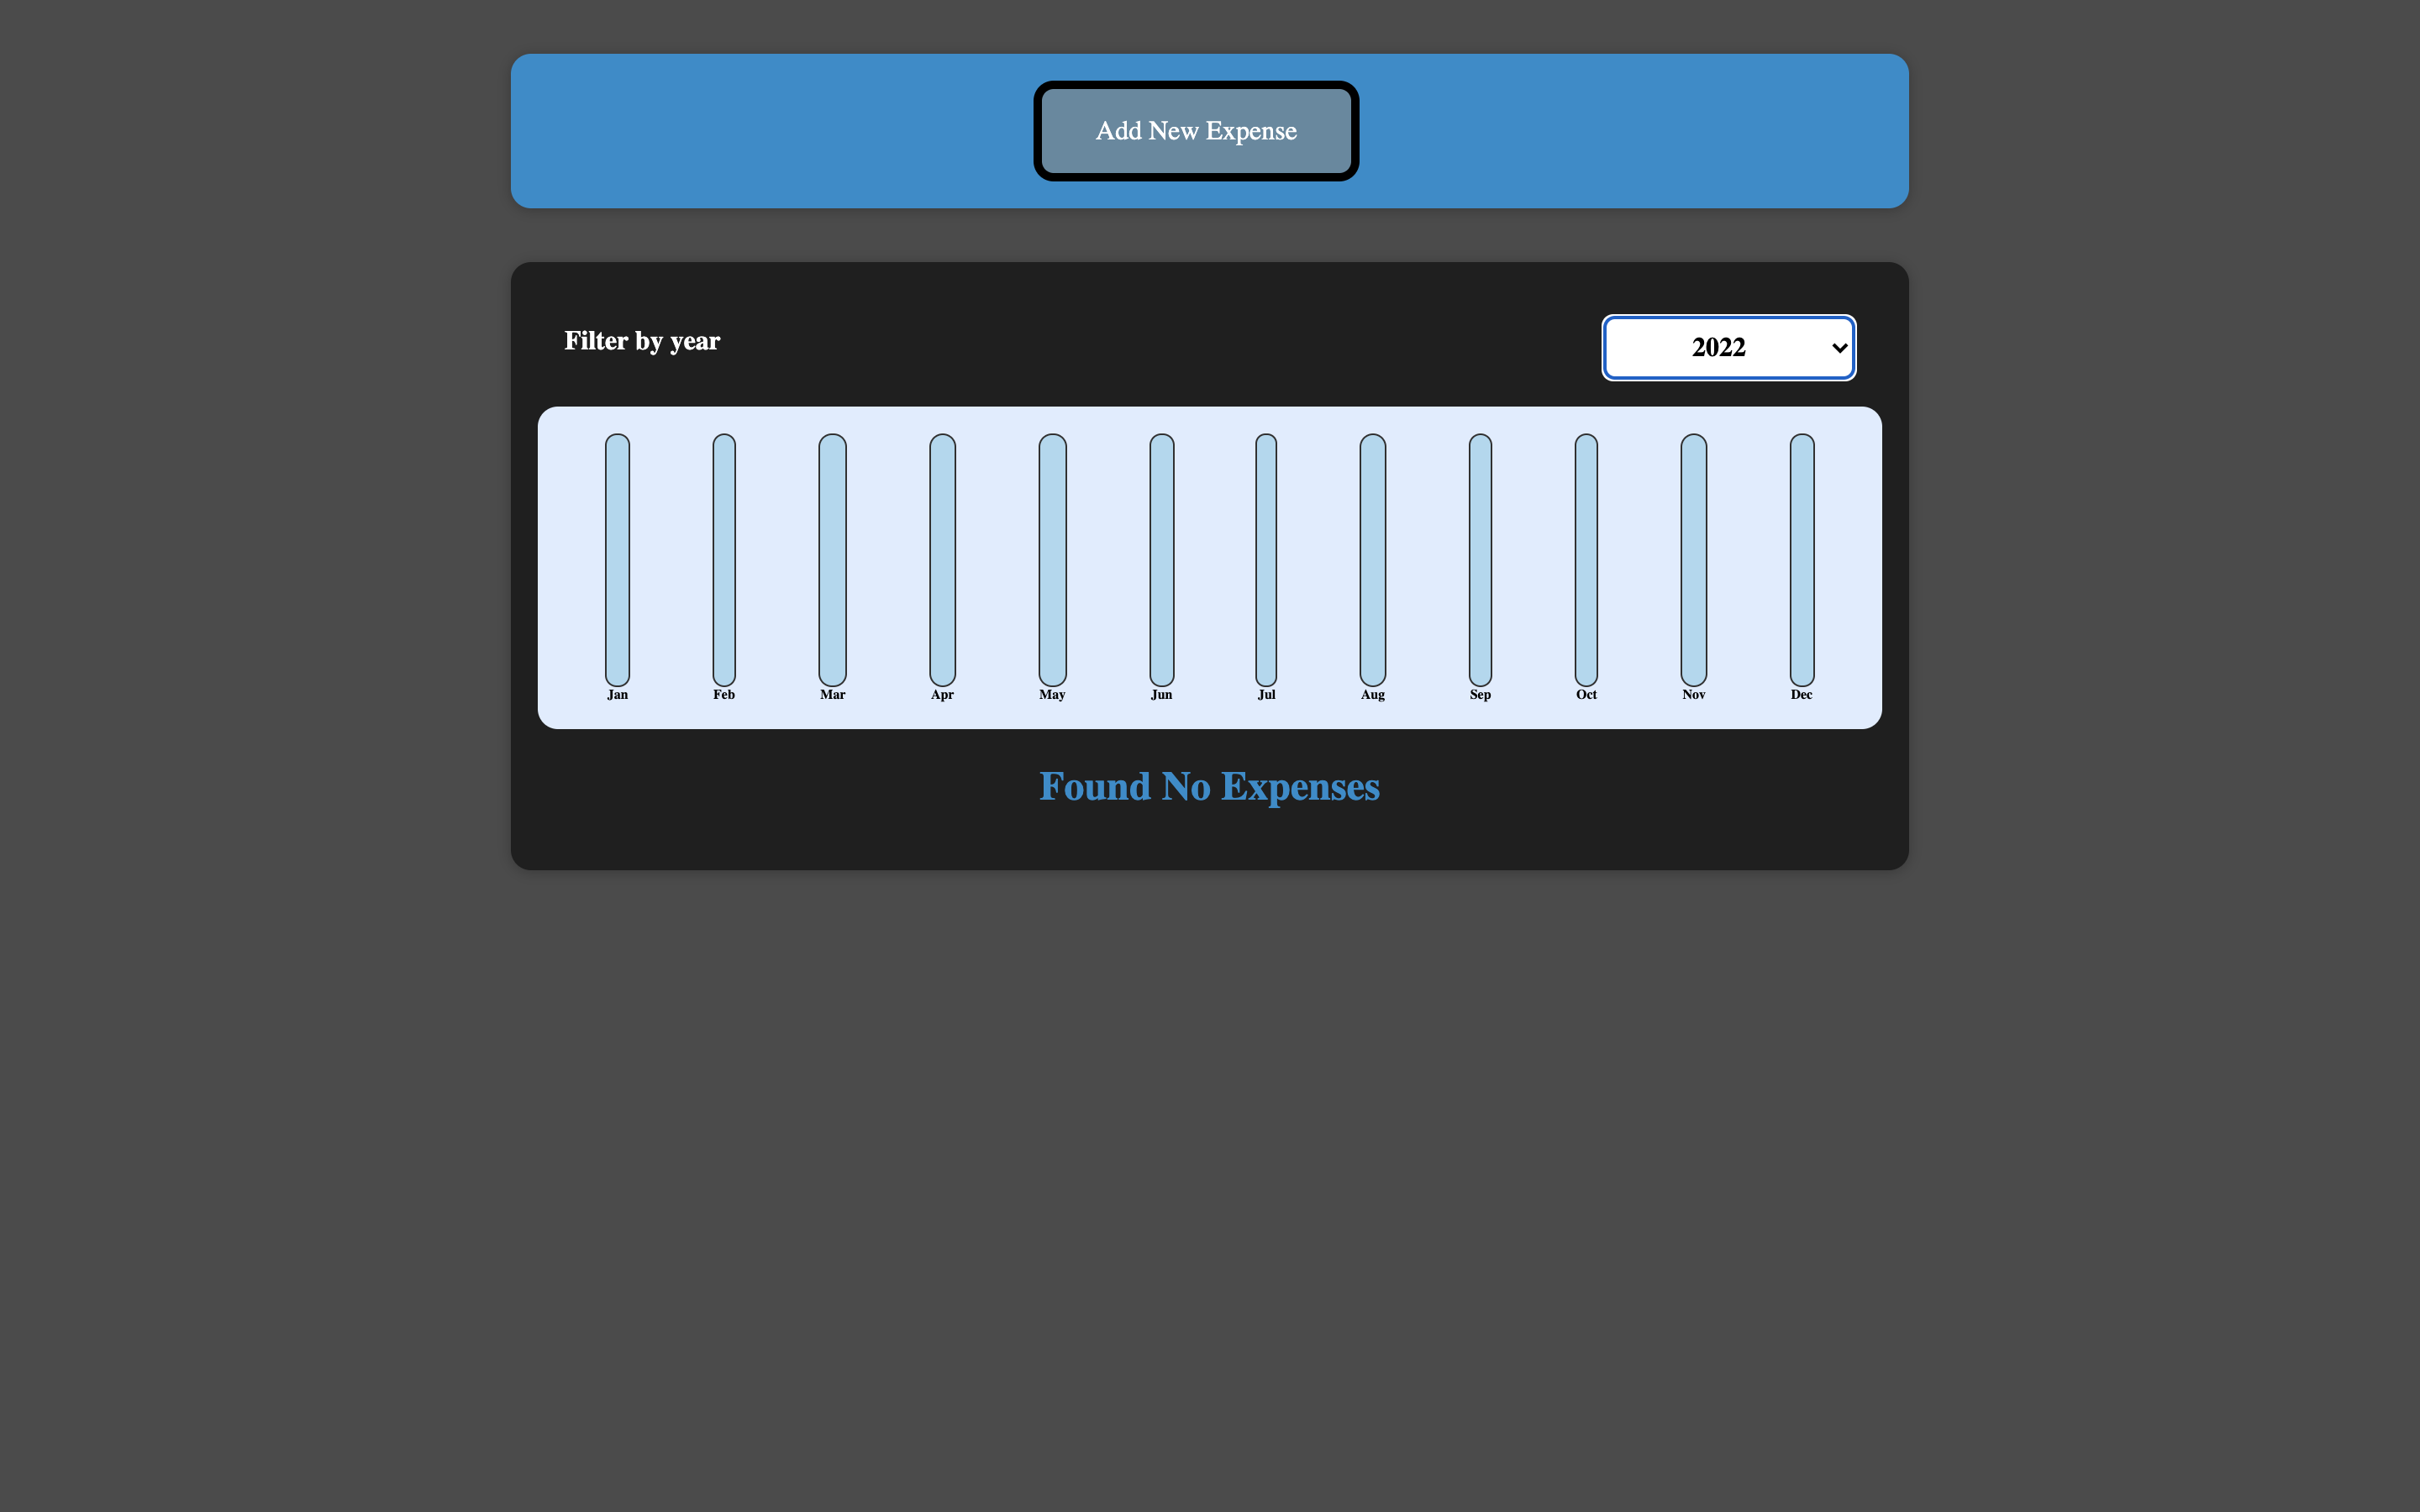 Add New Expense
Filter by year
2022
Jan Feb Mar Apr May Jun Jul Aug Sep Oct Nov Dec
Found No Expenses